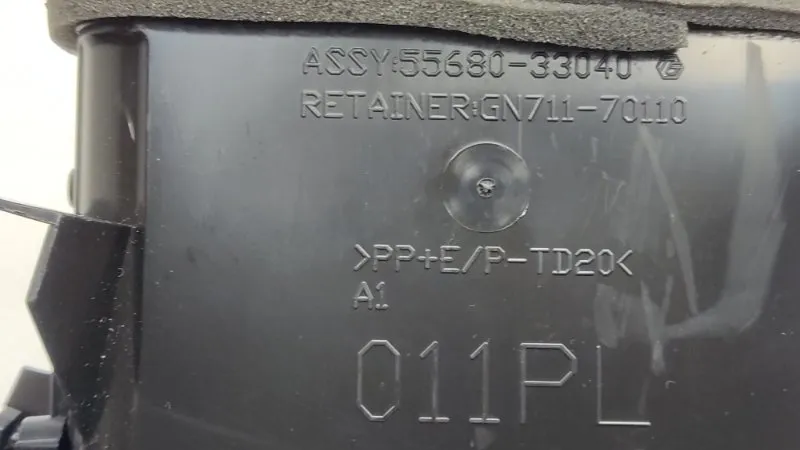 ASSY:55680-33040
RETAINER:GN711-70110
>PP+E/P-TD20<
A1
011PL